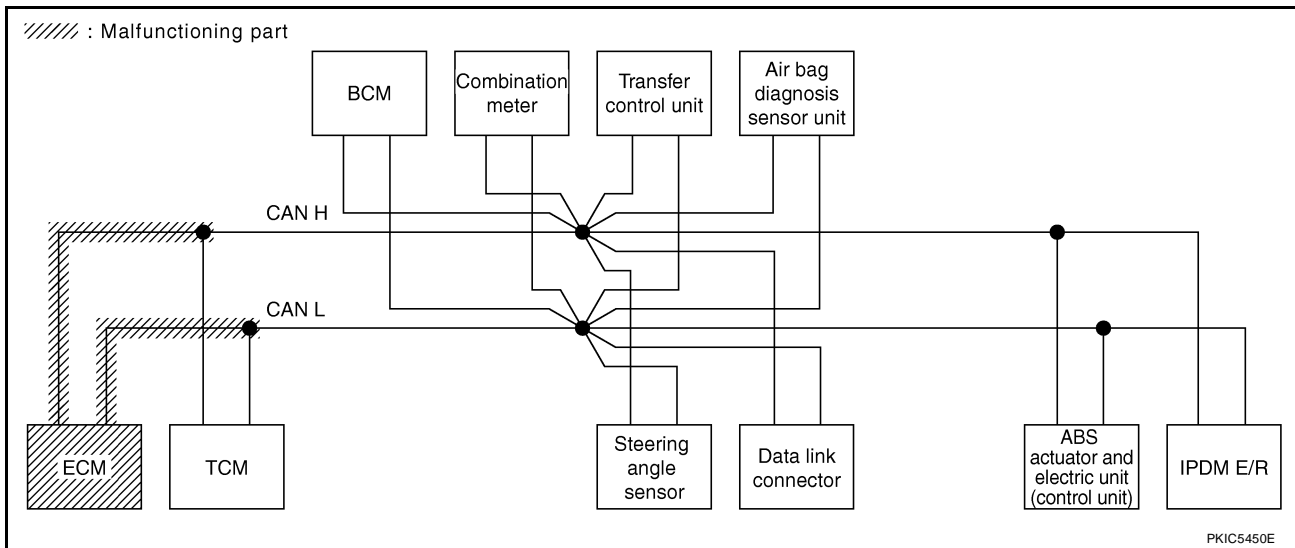 : Malfunctioning part
BCM
Combination
meter
Transfer
control unit
Air bag
diagnosis
sensor unit
CAN H
CAN L
ECM
TCM
Steering
angle
sensor
Data link
connector
ABS
actuator and
electric unit
(control unit)
IPDM E/R
PKIC5450E